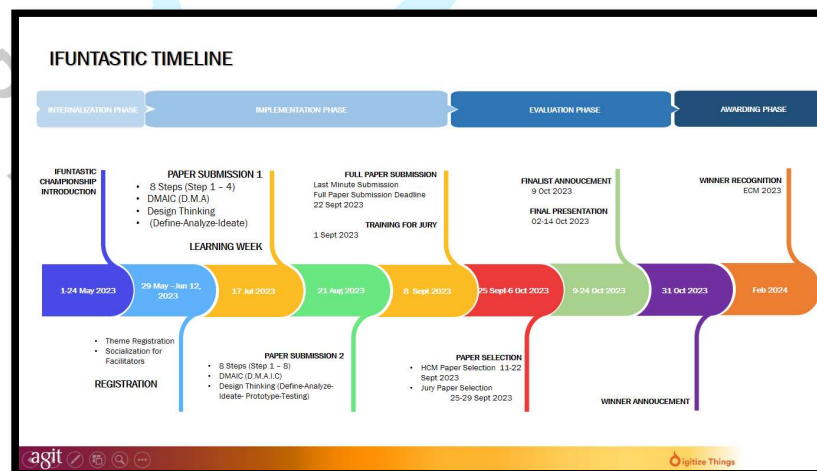 IFUNTASTIC TIMELINE
INTERNALIZATION PHASE
IMPLEMENTATION PHASE
EVALUATION PHASE
AWARDING PHASE
IFUNTASTIC
CHAMPIONSHIP
INTRODUCTION
PAPER SUBMISSION 1
• 8 Steps (Step 1 – 4)
• DMAIC (D.M.A)
• Design Thinking
• (Define-Analyze-Ideate)
LEARNING WEEK
FULL PAPER SUBMISSION
Last Minute Submission
Full Paper Submission Deadline
22 Sept 2023
TRAINING FOR JURY
1 Sept 2023
FINALIST ANNOUCEMENT
9 Oct 2023
FINAL PRESENTATION
02-14 Oct 2023
WINNER RECOGNITION
ECM 2023
1-24 May 2023
29 May –Jun 12,
2023
17 Jul 2023
21 Aug 2023
8 Sept 2023
25 Sept-6 Oct 2023
9-24 Oct 2023
31 Oct 2023
Feb 2024
• Theme Registration
• Socialization for
Facilitators
REGISTRATION
PAPER SUBMISSION 2
• 8 Steps (Step 1 – 8)
• DMAIC (D.M.A.I.C)
• Design Thinking (Define-Analyze-
Ideate- Prototype-Testing)
PAPER SELECTION
• HCM Paper Selection 11-22
Sept 2023
• Jury Paper Selection
25-29 Sept 2023
WINNER ANNOUCEMENT
agit
Digitize Things